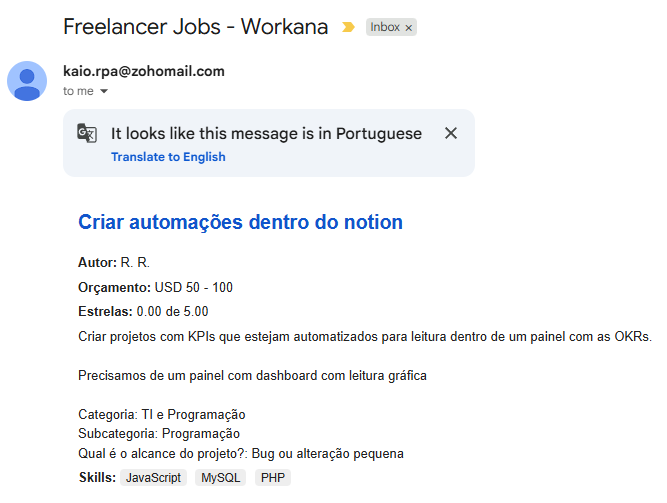 Freelancer Jobs - Workana Inbox ×
kaio.rpa@zohomail.com
to me
It looks like this message is in Portuguese
Translate to English
Criar automações dentro do notion
Autor: R. R.
Orçamento: USD 50 - 100
Estrelas: 0.00 de 5.00
Criar projetos com KPIs que estejam automatizados para leitura dentro de um painel com as OKRs.
Precisamos de um painel com dashboard com leitura gráfica
Categoria: TI e Programação
Subcategoria: Programação
Qual é o alcance do projeto?: Bug ou alteração pequena
Skills: JavaScript MySQL PHP